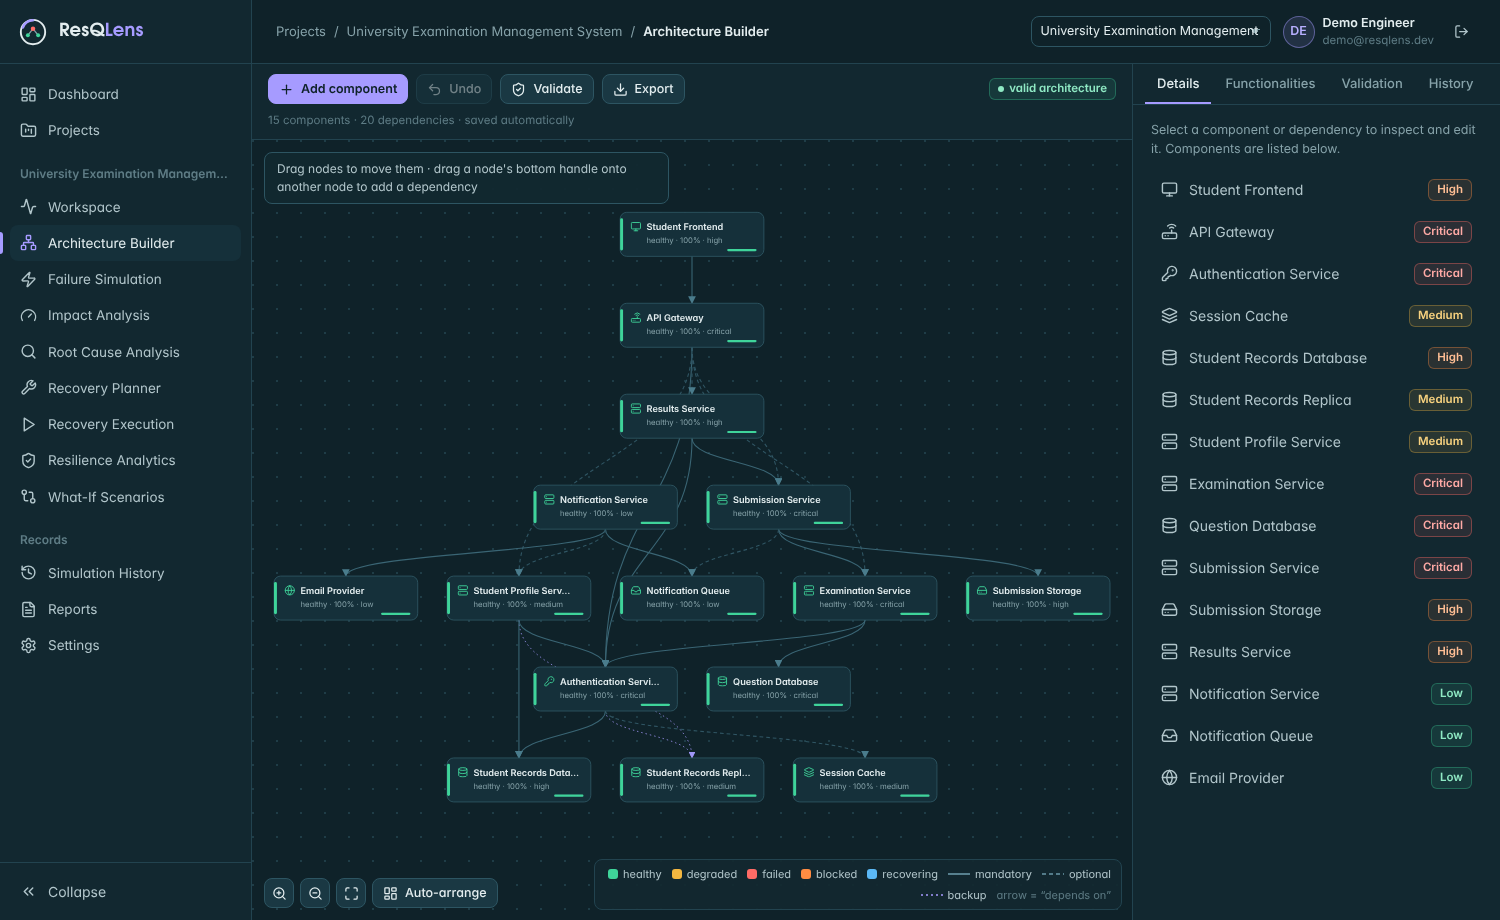 ResQLens
Dashboard
Projects
University Examination Managem...
Workspace
Architecture Builder
Failure Simulation
Impact Analysis
Root Cause Analysis
Recovery Planner
Recovery Execution
Resilience Analytics
What-If Scenarios
Records
Simulation History
Reports
Settings
Collapse
Projects / University Examination Management System / Architecture Builder
University Examination Management
DE
Demo Engineer
demo@resqlens.dev
Add component
Undo
Validate
Export
valid architecture
15 components · 20 dependencies · saved automatically
Drag nodes to move them · drag a node's bottom handle onto
another node to add a dependency
Student Frontend
healthy · 100% · high
API Gateway
healthy · 100% · critical
Results Service
healthy · 100% · high
Notification Service
healthy · 100% · low
Submission Service
healthy · 100% · critical
Email Provider
healthy · 100% · low
Student Profile Serv...
healthy · 100% · medium
Notification Queue
healthy · 100% · low
Examination Service
healthy · 100% · critical
Submission Storage
healthy · 100% · high
Authentication Servi...
healthy · 100% · critical
Question Database
healthy · 100% · critical
Student Records Data...
healthy · 100% · high
Student Records Repl...
healthy · 100% · medium
Session Cache
healthy · 100% · medium
Auto-arrange
healthy degraded failed blocked recovering mandatory optional
backup arrow = “depends on”
Details Functionalities Validation History
Select a component or dependency to inspect and edit
it. Components are listed below.
Student Frontend High
API Gateway Critical
Authentication Service Critical
Session Cache Medium
Student Records Database High
Student Records Replica Medium
Student Profile Service Medium
Examination Service Critical
Question Database Critical
Submission Service Critical
Submission Storage High
Results Service High
Notification Service Low
Notification Queue Low
Email Provider Low